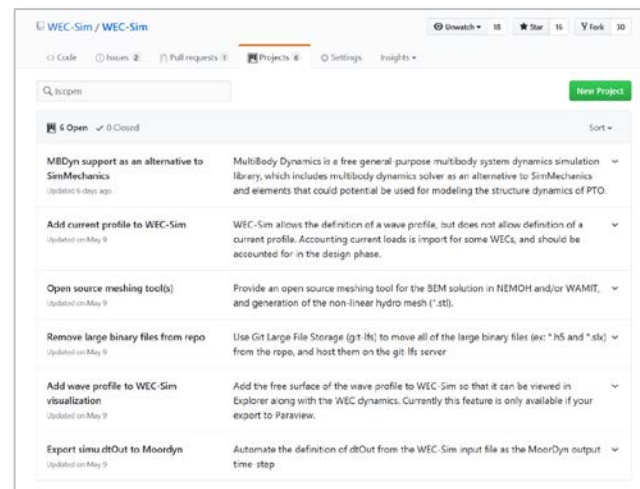 WEC-Sim / WEC-Sim
Unwatch 18 Star 15 Fork 30
Code Issues 2 Pull requests 1 Projects 6 Settings Insights
is:open New Project
6 Open 0 Closed Sort
MBDyn support as an alternative to
SimMechanics
Updated 6 days ago
MultiBody Dynamics is a free general-purpose multibody system dynamics simulation
library, which includes multibody dynamics solver as an alternative to SimMechanics
and elements that could potential be used for modeling the structure dynamics of PTO.
Add current profile to WEC-Sim
Updated on May 9
WEC-Sim allows the definition of a wave profile, but does not allow definition of a
current profile. Accounting current loads is import for some WECs, and should be
accounted for in the design phase.
Open source meshing tool(s)
Updated on May 9
Provide an open source meshing tool for the BEM solution in NEMOH and/or WAMIT,
and generation of the non-linear hydro mesh (*.stl).
Remove large binary files from repo
Updated on May 9
Use Git Large File Storage (git-lfs) to move all of the large binary files (ex: *.h5 and *.slx)
from the repo, and host them on the git-lfs server
Add wave profile to WEC-Sim
visualization
Updated on May 9
Add the free surface of the wave profile to WEC-Sim so that it can be viewed in
Explorer along with the WEC dynamics. Currently this feature is only available if your
export to Paraview.
Export simu.dtOut to Moordyn
Updated on May 9
Automate the definition of dtOut from the WEC-Sim input file as the MoorDyn output
time-step